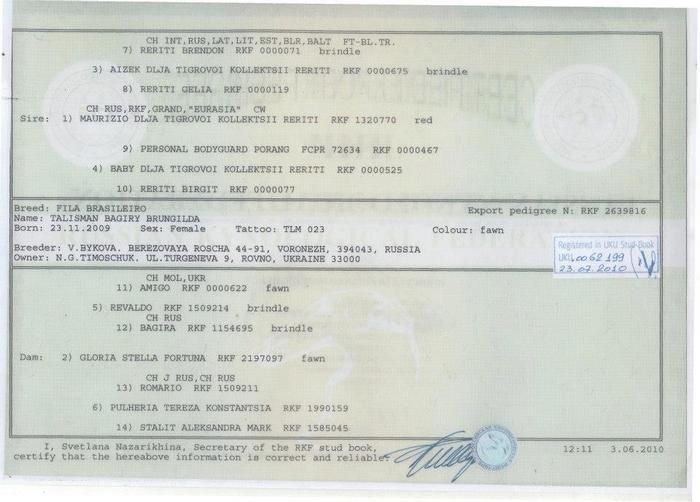 CH INT,RUS,LAT,LIT,EST,BLR,BALT FT-BL.TR.
7) RERITI BRENDON RKF 0000071 brindle
3) AIZEK DLJA TIGROVOI KOLLEKTSII RERITI RKF 0000675 brindle
8) RERITI GELIA RKF 0000119
CH RUS,RKF,GRAND,"EURASIA" CW
Sire: 1) MAURIZIO DLJA TIGROVOI KOLLEKTSII RERITI RKF 1320770 red
9) PERSONAL BODYGUARD PORANG FCPR 72634 RKF 0000467
4) BABY DLJA TIGROVOI KOLLEKTSII RERITI RKF 0000525
10) RERITI BIRGIT RKF 0000077
Breed: FILA BRASILEIRO Export pedigree N: RKF 2639816
Name: TALISMAN BAGIRY BRUNGILDA
Born: 23.11.2009 Sex: Female Tattoo: TLM 023 Colour: fawn
Breeder: V.BYKOVA. BEREZOVAYA ROSCHA 44-91, VORONEZH, 394043, RUSSIA
Owner: N.G.TIMOSCHUK. UL.TURGENEVA 9, ROVNO, UKRAINE 33000
Registered in UKU Stud-Book
UKU.0062199
23.07.2010
CH MOL,UKR
11) AMIGO RKF 0000622 fawn
5) REVALDO RKF 1509214 brindle
CH RUS
12) BAGIRA RKF 1154695 brindle
Dam: 2) GLORIA STELLA FORTUNA RKF 2197097 fawn
CH J RUS,CH RUS
13) ROMARIO RKF 1509211
6) PULHERIA TEREZA KONSTANTSIA RKF 1990159
14) STALIT ALEKSANDRA MARK RKF 1585045
I, Svetlana Nazarikhina, Secretary of the RKF stud book,
certify that the hereabove information is correct and reliable.
12:11 3.06.2010